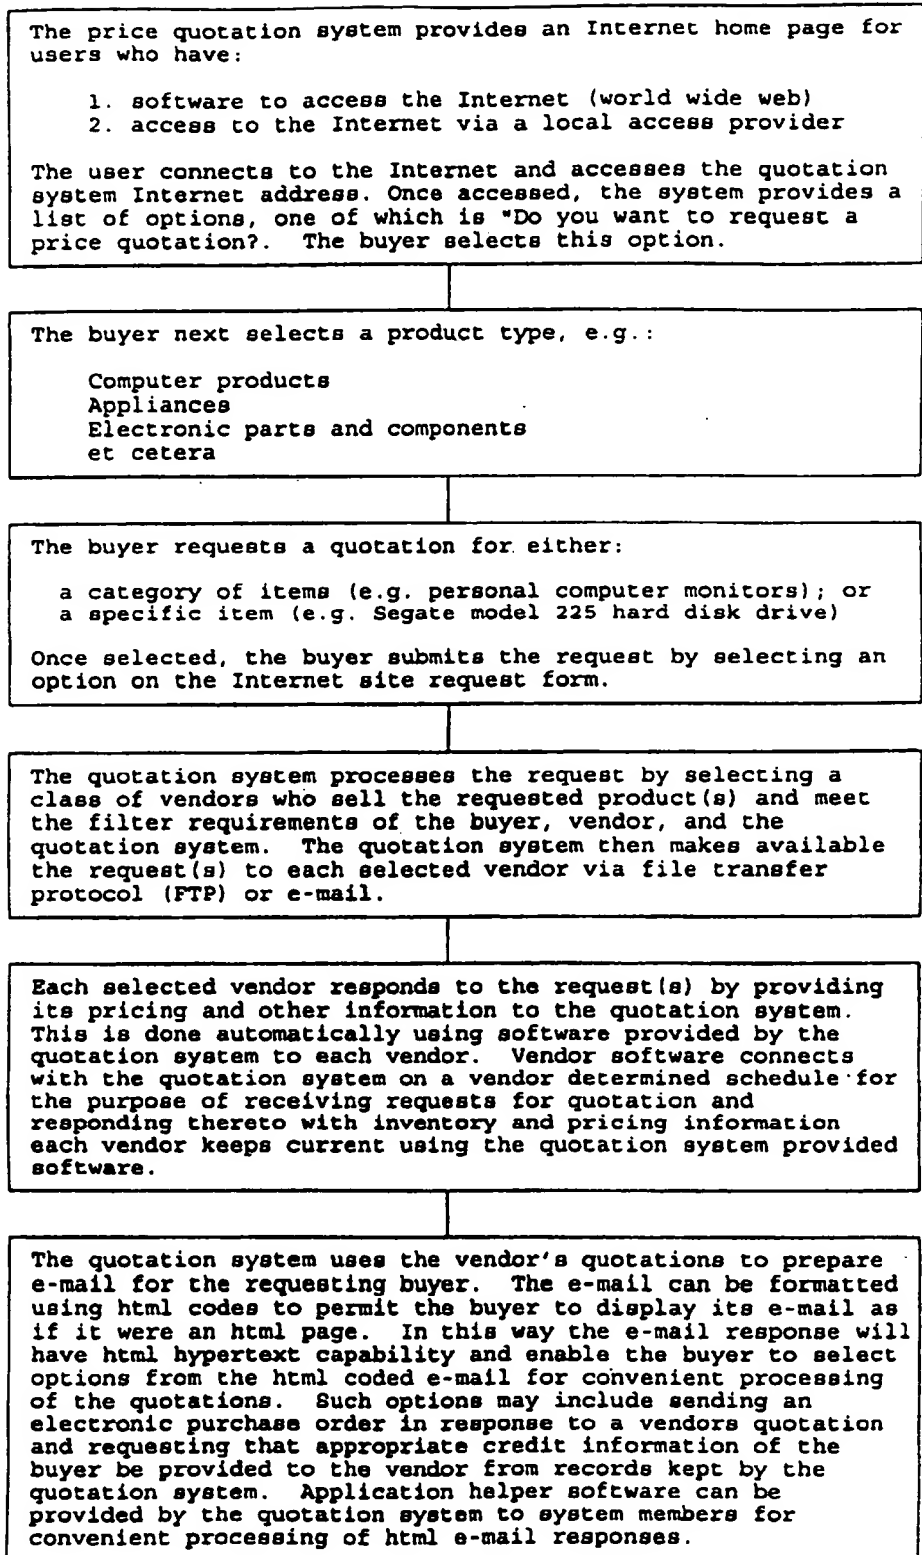 The price quotation system provides an Internet home page for
users who have:
1. software to access the Internet (world wide web)
2. access to the Internet via a local access provider
The user connects to the Internet and accesses the quotation
system Internet address. Once accessed, the system provides a
list of options, one of which is "Do you want to request a
price quotation?. The buyer selects this option.
The buyer next selects a product type, e.g.:
Computer products
Appliances
Electronic parts and components
et cetera
The buyer requests a quotation for either:
a category of items (e.g. personal computer monitors); or
a specific item (e.g. Segate model 225 hard disk drive)
Once selected, the buyer submits the request by selecting an
option on the Internet site request form.
The quotation system processes the request by selecting a
class of vendors who sell the requested product(s) and meet
the filter requirements of the buyer, vendor, and the
quotation system. The quotation system then makes available
the request(s) to each selected vendor via file transfer
protocol (FTP) or e-mail.
Each selected vendor responds to the request(s) by providing
its pricing and other information to the quotation system.
This is done automatically using software provided by the
quotation system to each vendor. Vendor software connects
with the quotation system on a vendor determined schedule for
the purpose of receiving requests for quotation and
responding thereto with inventory and pricing information
each vendor keeps current using the quotation system provided
software.
The quotation system uses the vendor's quotations to prepare
e-mail for the requesting buyer. The e-mail can be formatted
using html codes to permit the buyer to display its e-mail as
if it were an html page. In this way the e-mail response will
have html hypertext capability and enable the buyer to select
options from the html coded e-mail for convenient processing
of the quotations. Such options may include sending an
electronic purchase order in response to a vendors quotation
and requesting that appropriate credit information of the
buyer be provided to the vendor from records kept by the
quotation system. Application helper software can be
provided by the quotation system to system members for
convenient processing of html e-mail responses.